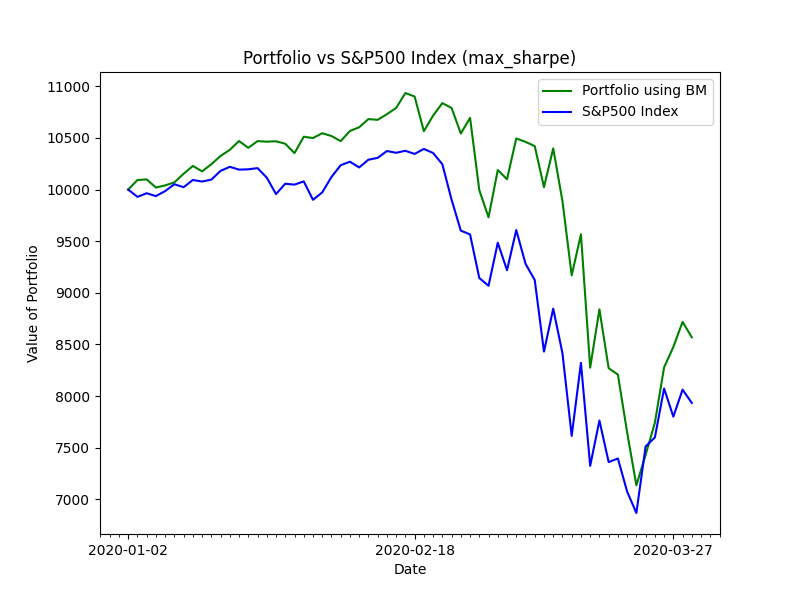 Portfolio vs S&P500 Index (max_sharpe)
Portfolio using BM
S&P500 Index
11000
10500
10000
9500
9000
8500
8000
7500
7000
Value of Portfolio
2020-01-02 2020-02-18 2020-03-27
Date